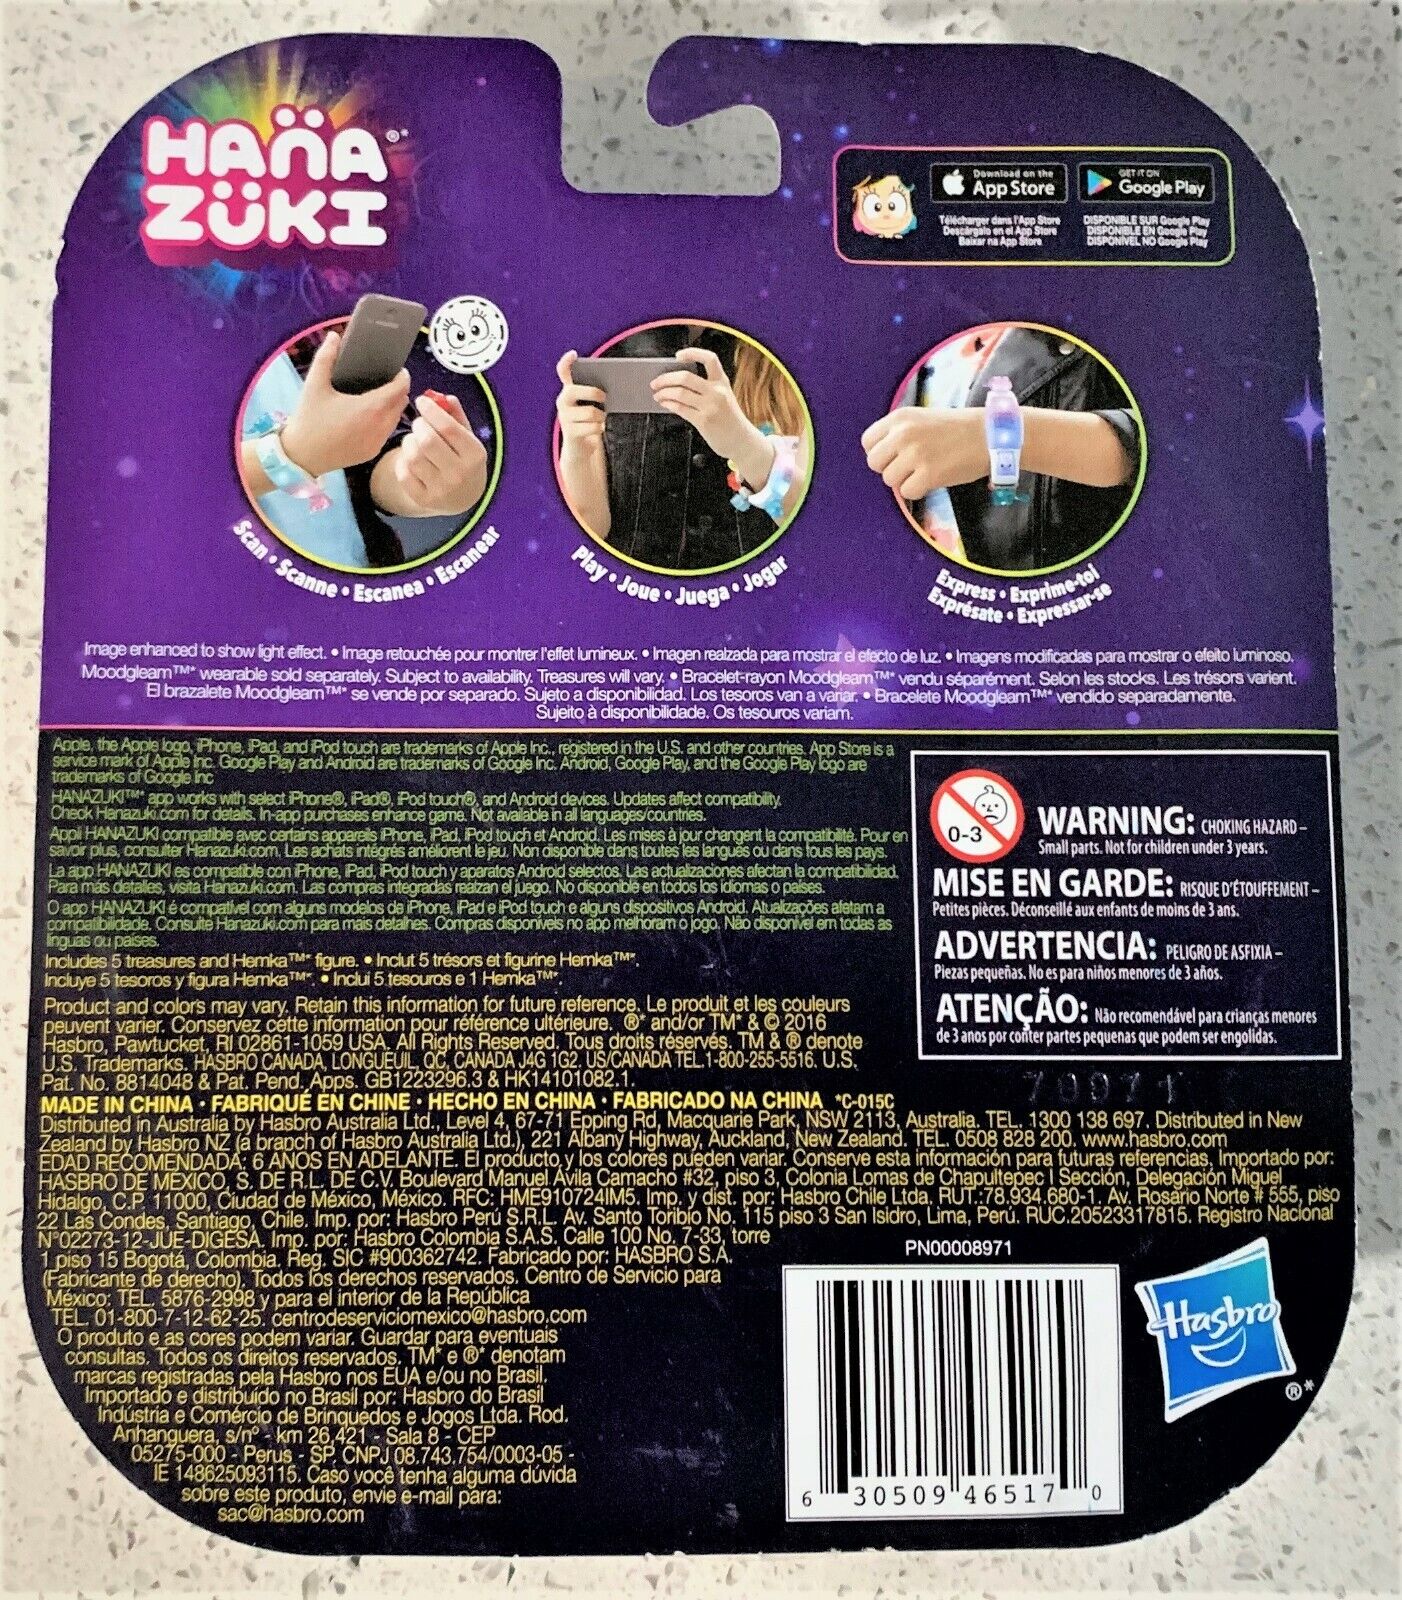 HAN̈A
ZÜKI
®*
Download on the
App Store
GET IT ON
Google Play
Télécharger dans l'App Store
Descárgalo en el App Store
Baixar na App Store
DISPONIBLE SUR Google Play
DISPONIBLE EN Google Play
DISPONÍVEL NO Google Play
Scan • Scanne • Escanea • Escanear
Play • Joue • Juega • Jogar
Express • Exprime-toi
Exprésate • Expressar-se
Image enhanced to show light effect. • Image retouchée pour montrer l'effet lumineux. • Imagen realzada para mostrar el efecto de luz. • Imagens modificadas para mostrar o efeito luminoso.
Moodgleam™* wearable sold separately. Subject to availability. Treasures will vary. • Bracelet-rayon Moodgleam™* vendu séparément. Selon les stocks. Les trésors varient.
El brazalete Moodgleam™* se vende por separado. Sujeto a disponibilidad. Los tesoros van a variar. • Bracelete Moodgleam™* vendido separadamente.
Sujeito à disponibilidade. Os tesouros variam.
Apple, the Apple logo, iPhone, iPad, and iPod touch are trademarks of Apple Inc., registered in the U.S. and other countries. App Store is a
service mark of Apple Inc. Google Play and Android are trademarks of Google Inc. Android, Google Play, and the Google Play logo are
trademarks of Google Inc
HANAZUKI™* app works with select iPhone®, iPad®, iPod touch®, and Android devices. Updates affect compatibility.
Check Hanazuki.com for details. In-app purchases enhance game. Not available in all languages/countries.
Appli HANAZUKI compatible avec certains appareils iPhone, iPad, iPod touch et Android. Les mises à jour changent la compatibilité. Pour en
savoir plus, consulter Hanazuki.com. Les achats intégrés améliorent le jeu. Non disponible dans toutes les langues ou dans tous les pays.
La app HANAZUKI es compatible con iPhone, iPad, iPod touch y aparatos Android selectos. Las actualizaciones afectan la compatibilidad.
Para más detalles, visita Hanazuki.com. Las compras integradas realzan el juego. No disponible en todos los idiomas o países.
O app HANAZUKI é compatível com alguns modelos de iPhone, iPad e iPod touch e alguns dispositivos Android. Atualizações afetam a
compatibilidade. Consulte Hanazuki.com para mais detalhes. Compras disponíveis no app melhoram o jogo. Não disponível em todas as
línguas ou países.
Includes 5 treasures and Hemka™* figure. • Inclut 5 trésors et figurine Hemka™*.
Incluye 5 tesoros y figura Hemka™*. • Inclui 5 tesouros e 1 Hemka™*.
Product and colors may vary. Retain this information for future reference. Le produit et les couleurs
peuvent varier. Conservez cette information pour référence ultérieure. ®* and/or TM* & © 2016
Hasbro, Pawtucket, RI 02861-1059 USA. All Rights Reserved. Tous droits réservés. TM & ® denote
U.S. Trademarks. HASBRO CANADA, LONGUEUIL, QC, CANADA J4G 1G2. US/CANADA TEL.1-800-255-5516. U.S.
Pat. No. 8814048 & Pat. Pend. Apps. GB1223296.3 & HK14101082.1.
0-3
WARNING: CHOKING HAZARD –
Small parts. Not for children under 3 years.
MISE EN GARDE: RISQUE D'ÉTOUFFEMENT –
Petites pièces. Déconseillé aux enfants de moins de 3 ans.
ADVERTENCIA: PELIGRO DE ASFIXIA –
Piezas pequeñas. No es para niños menores de 3 años.
ATENÇÃO: Não recomendável para crianças menores
de 3 anos por conter partes pequenas que podem ser engolidas.
MADE IN CHINA · FABRIQUÉ EN CHINE · HECHO EN CHINA · FABRICADO NA CHINA *C-015C
Distributed in Australia by Hasbro Australia Ltd., Level 4, 67-71 Epping Rd, Macquarie Park, NSW 2113, Australia. TEL. 1300 138 697. Distributed in New
Zealand by Hasbro NZ (a branch of Hasbro Australia Ltd.), 221 Albany Highway, Auckland, New Zealand. TEL. 0508 828 200. www.hasbro.com
EDAD RECOMENDADA: 6 AÑOS EN ADELANTE. El producto y los colores pueden variar. Conserve esta información para futuras referencias. Importado por:
HASBRO DE MEXICO, S. DE R.L. DE C.V. Boulevard Manuel Ávila Camacho #32, piso 3, Colonia Lomas de Chapultepec I Sección, Delegación Miguel
Hidalgo, C.P. 11000, Ciudad de México, México. RFC: HME910724IM5. Imp. y dist. por: Hasbro Chile Ltda, RUT.:78.934.680-1. Av. Rosario Norte # 555, piso
22 Las Condes, Santiago, Chile. Imp. por: Hasbro Perú S.R.L. Av. Santo Toribio No. 115 piso 3 San Isidro, Lima, Perú. RUC.20523317815. Registro Nacional
N°02273-12-JUE-DIGESA. Imp. por: Hasbro Colombia S.A.S. Calle 100 No. 7-33, torre
1 piso 15 Bogotá, Colombia. Reg. SIC #900362742. Fabricado por: HASBRO S.A.
(Fabricante de derecho). Todos los derechos reservados. Centro de Servicio para
México: TEL. 5876-2998 y para el interior de la República
TEL. 01-800-7-12-62-25. centrodeserviciomexico@hasbro.com
O produto e as cores podem variar. Guardar para eventuais
consultas. Todos os direitos reservados. TM* e ®* denotam
marcas registradas pela Hasbro nos EUA e/ou no Brasil.
Importado e distribuído no Brasil por: Hasbro do Brasil
Indústria e Comércio de Brinquedos e Jogos Ltda. Rod.
Anhanguera, s/nº - km 26,421 - Sala 8 - CEP
05275-000 - Perus - SP. CNPJ 08.743.754/0003-05 -
IE 148625093115. Caso você tenha alguma dúvida
sobre este produto, envie e-mail para:
sac@hasbro.com
PN00008971
6 30509 46517 0
Hasbro
®*